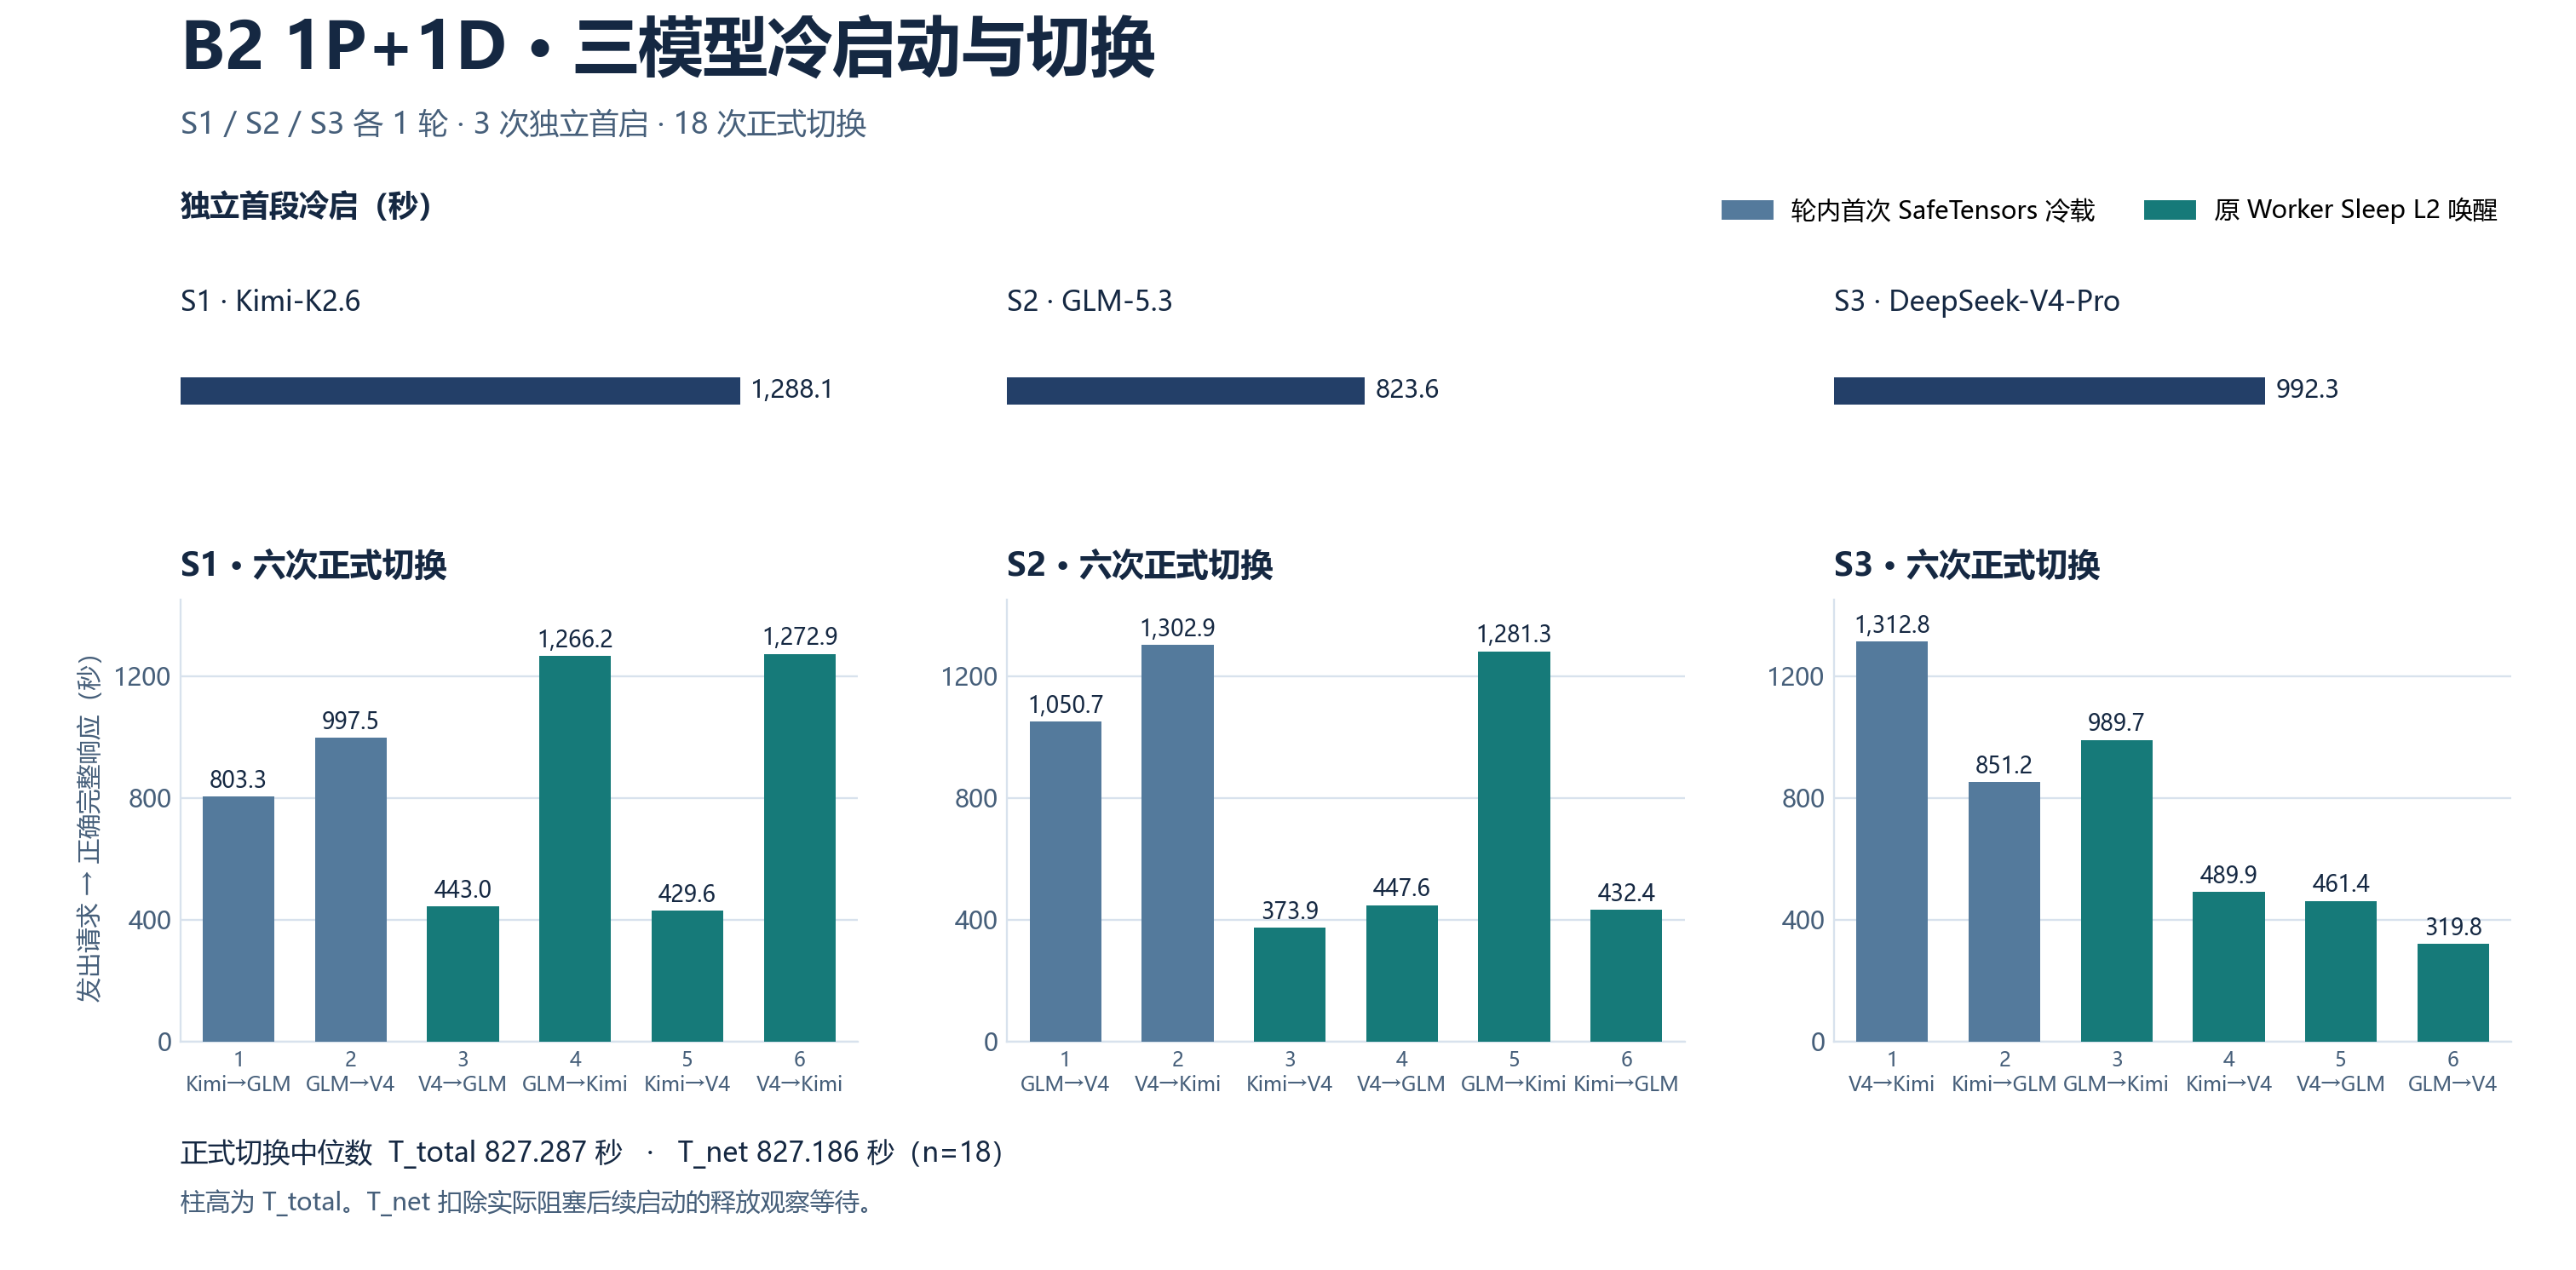 B2 1P+1D • 三模型冷启动与切换
S1 / S2 / S3 各 1 轮 · 3 次独立首启 · 18 次正式切换
独立首段冷启（秒）
轮内首次 SafeTensors 冷载
原 Worker Sleep L2 唤醒
S1 · Kimi-K2.6
1,288.1
S2 · GLM-5.3
823.6
S3 · DeepSeek-V4-Pro
992.3
S1 • 六次正式切换
发出请求 → 正确完整响应（秒）
1200
800
400
0
803.3
997.5
443.0
1,266.2
429.6
1,272.9
1
2
3
4
5
6
Kimi→GLM
GLM→V4
V4→GLM
GLM→Kimi
Kimi→V4
V4→Kimi
S2 • 六次正式切换
1200
800
400
0
1,050.7
1,302.9
373.9
447.6
1,281.3
432.4
1
2
3
4
5
6
GLM→V4
V4→Kimi
Kimi→V4
V4→GLM
GLM→Kimi
Kimi→GLM
S3 • 六次正式切换
1200
800
400
0
1,312.8
851.2
989.7
489.9
461.4
319.8
1
2
3
4
5
6
V4→Kimi
Kimi→GLM
GLM→Kimi
Kimi→V4
V4→GLM
GLM→V4
正式切换中位数 T_total 827.287 秒 · T_net 827.186 秒（n=18）
柱高为 T_total。T_net 扣除实际阻塞后续启动的释放观察等待。